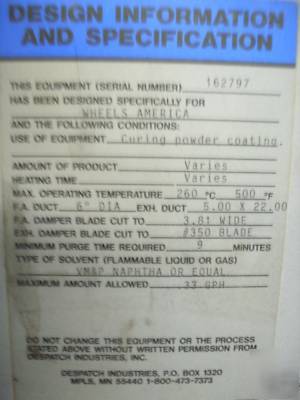 DESIGN INFORMATION
AND SPECIFICATION
THIS EQUIPMENT (SERIAL NUMBER) 162797
HAS BEEN DESIGNED SPECIFICALLY FOR
WHEELS AMERICA
AND THE FOLLOWING CONDITIONS:
USE OF EQUIPMENT Curing powder coating.
AMOUNT OF PRODUCT Varies
HEATING TIME Varies
MAX. OPERATING TEMPERATURE 260 °C 500 °F
F.A. DUCT 6" DIA EXH. DUCT 5.00 X 22.00
F.A. DAMPER BLADE CUT TO 3.81 WIDE
EXH. DAMPER BLADE CUT TO #350 BLADE
MINIMUM PURGE TIME REQUIRED 9 MINUTES
TYPE OF SOLVENT (FLAMMABLE LIQUID OR GAS)
VM&P NAPHTHA OR EQUAL
MAXIMUM AMOUNT ALLOWED .33 GPH
DO NOT CHANGE THIS EQUIPMENT OR THE PROCESS
STATED ABOVE WITHOUT WRITTEN PERMISSION FROM
DESPATCH INDUSTRIES, INC.
DESPATCH INDUSTRIES, P.O. BOX 1320
MPLS, MN 55440 1-800-473-7373